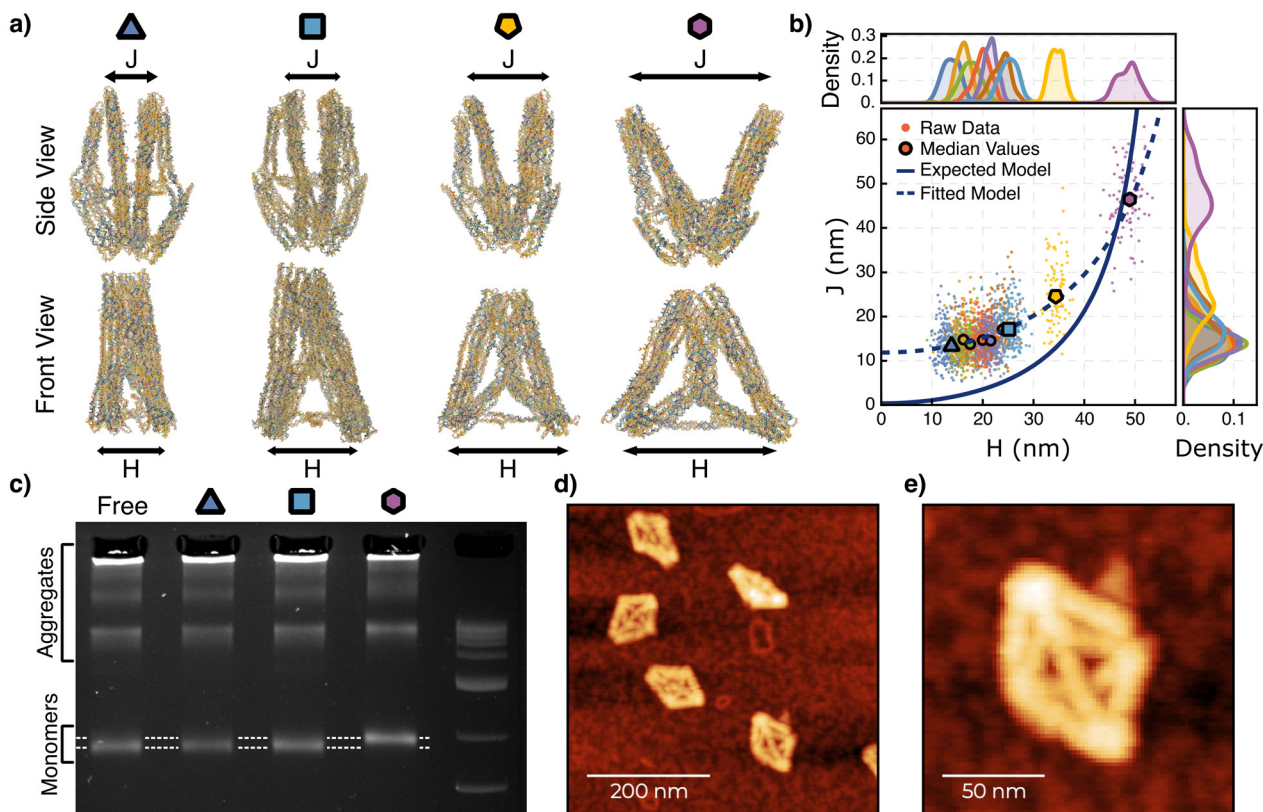 a)
J
J
J
J
Side View
Front View
H
H
H
H
b)
Density
0.3
0.2
0.1
0.
Raw Data
Median Values
Expected Model
Fitted Model
J (nm)
60
50
40
30
20
10
0
0 10 20 30 40 50
H (nm)
0. 0.1
Density
c)
Free
Aggregates
Monomers
d)
200 nm
e)
50 nm